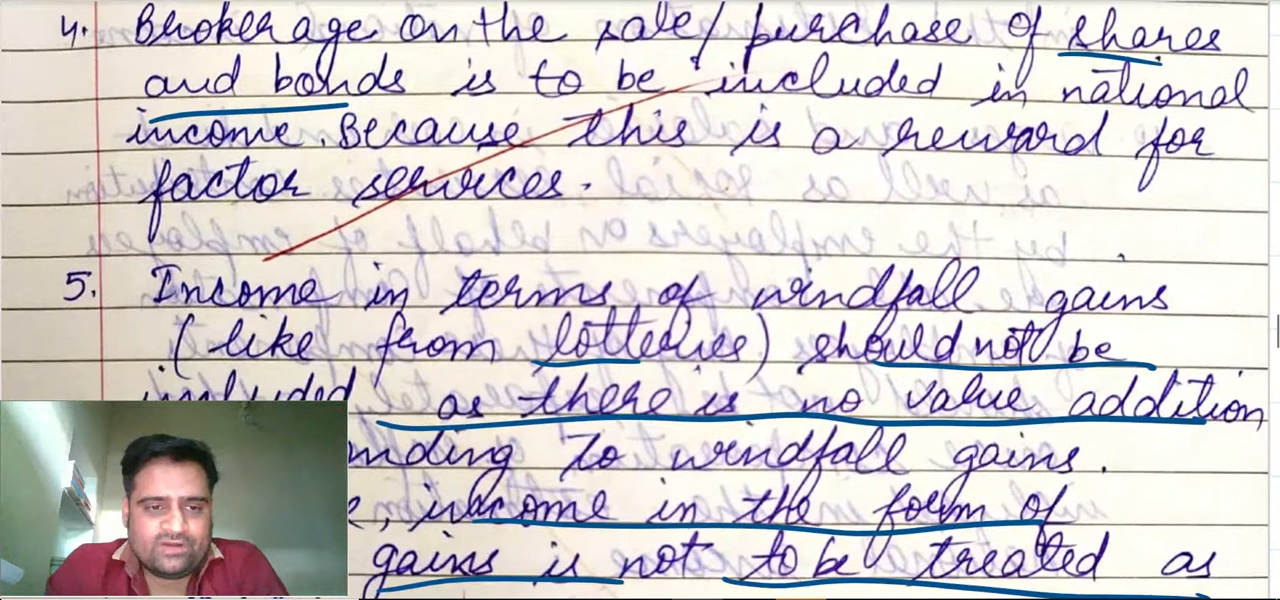 4. Brokerage on the sale/ purchase of shares
and bonds is to be included in national
income. Because this is a reward for
factor services.
5. Income in terms of windfall gains
(like from lotteries) should not be
included as there is no value addition
nding to windfall gains.
e, income in the form of
gains is not to be treated as